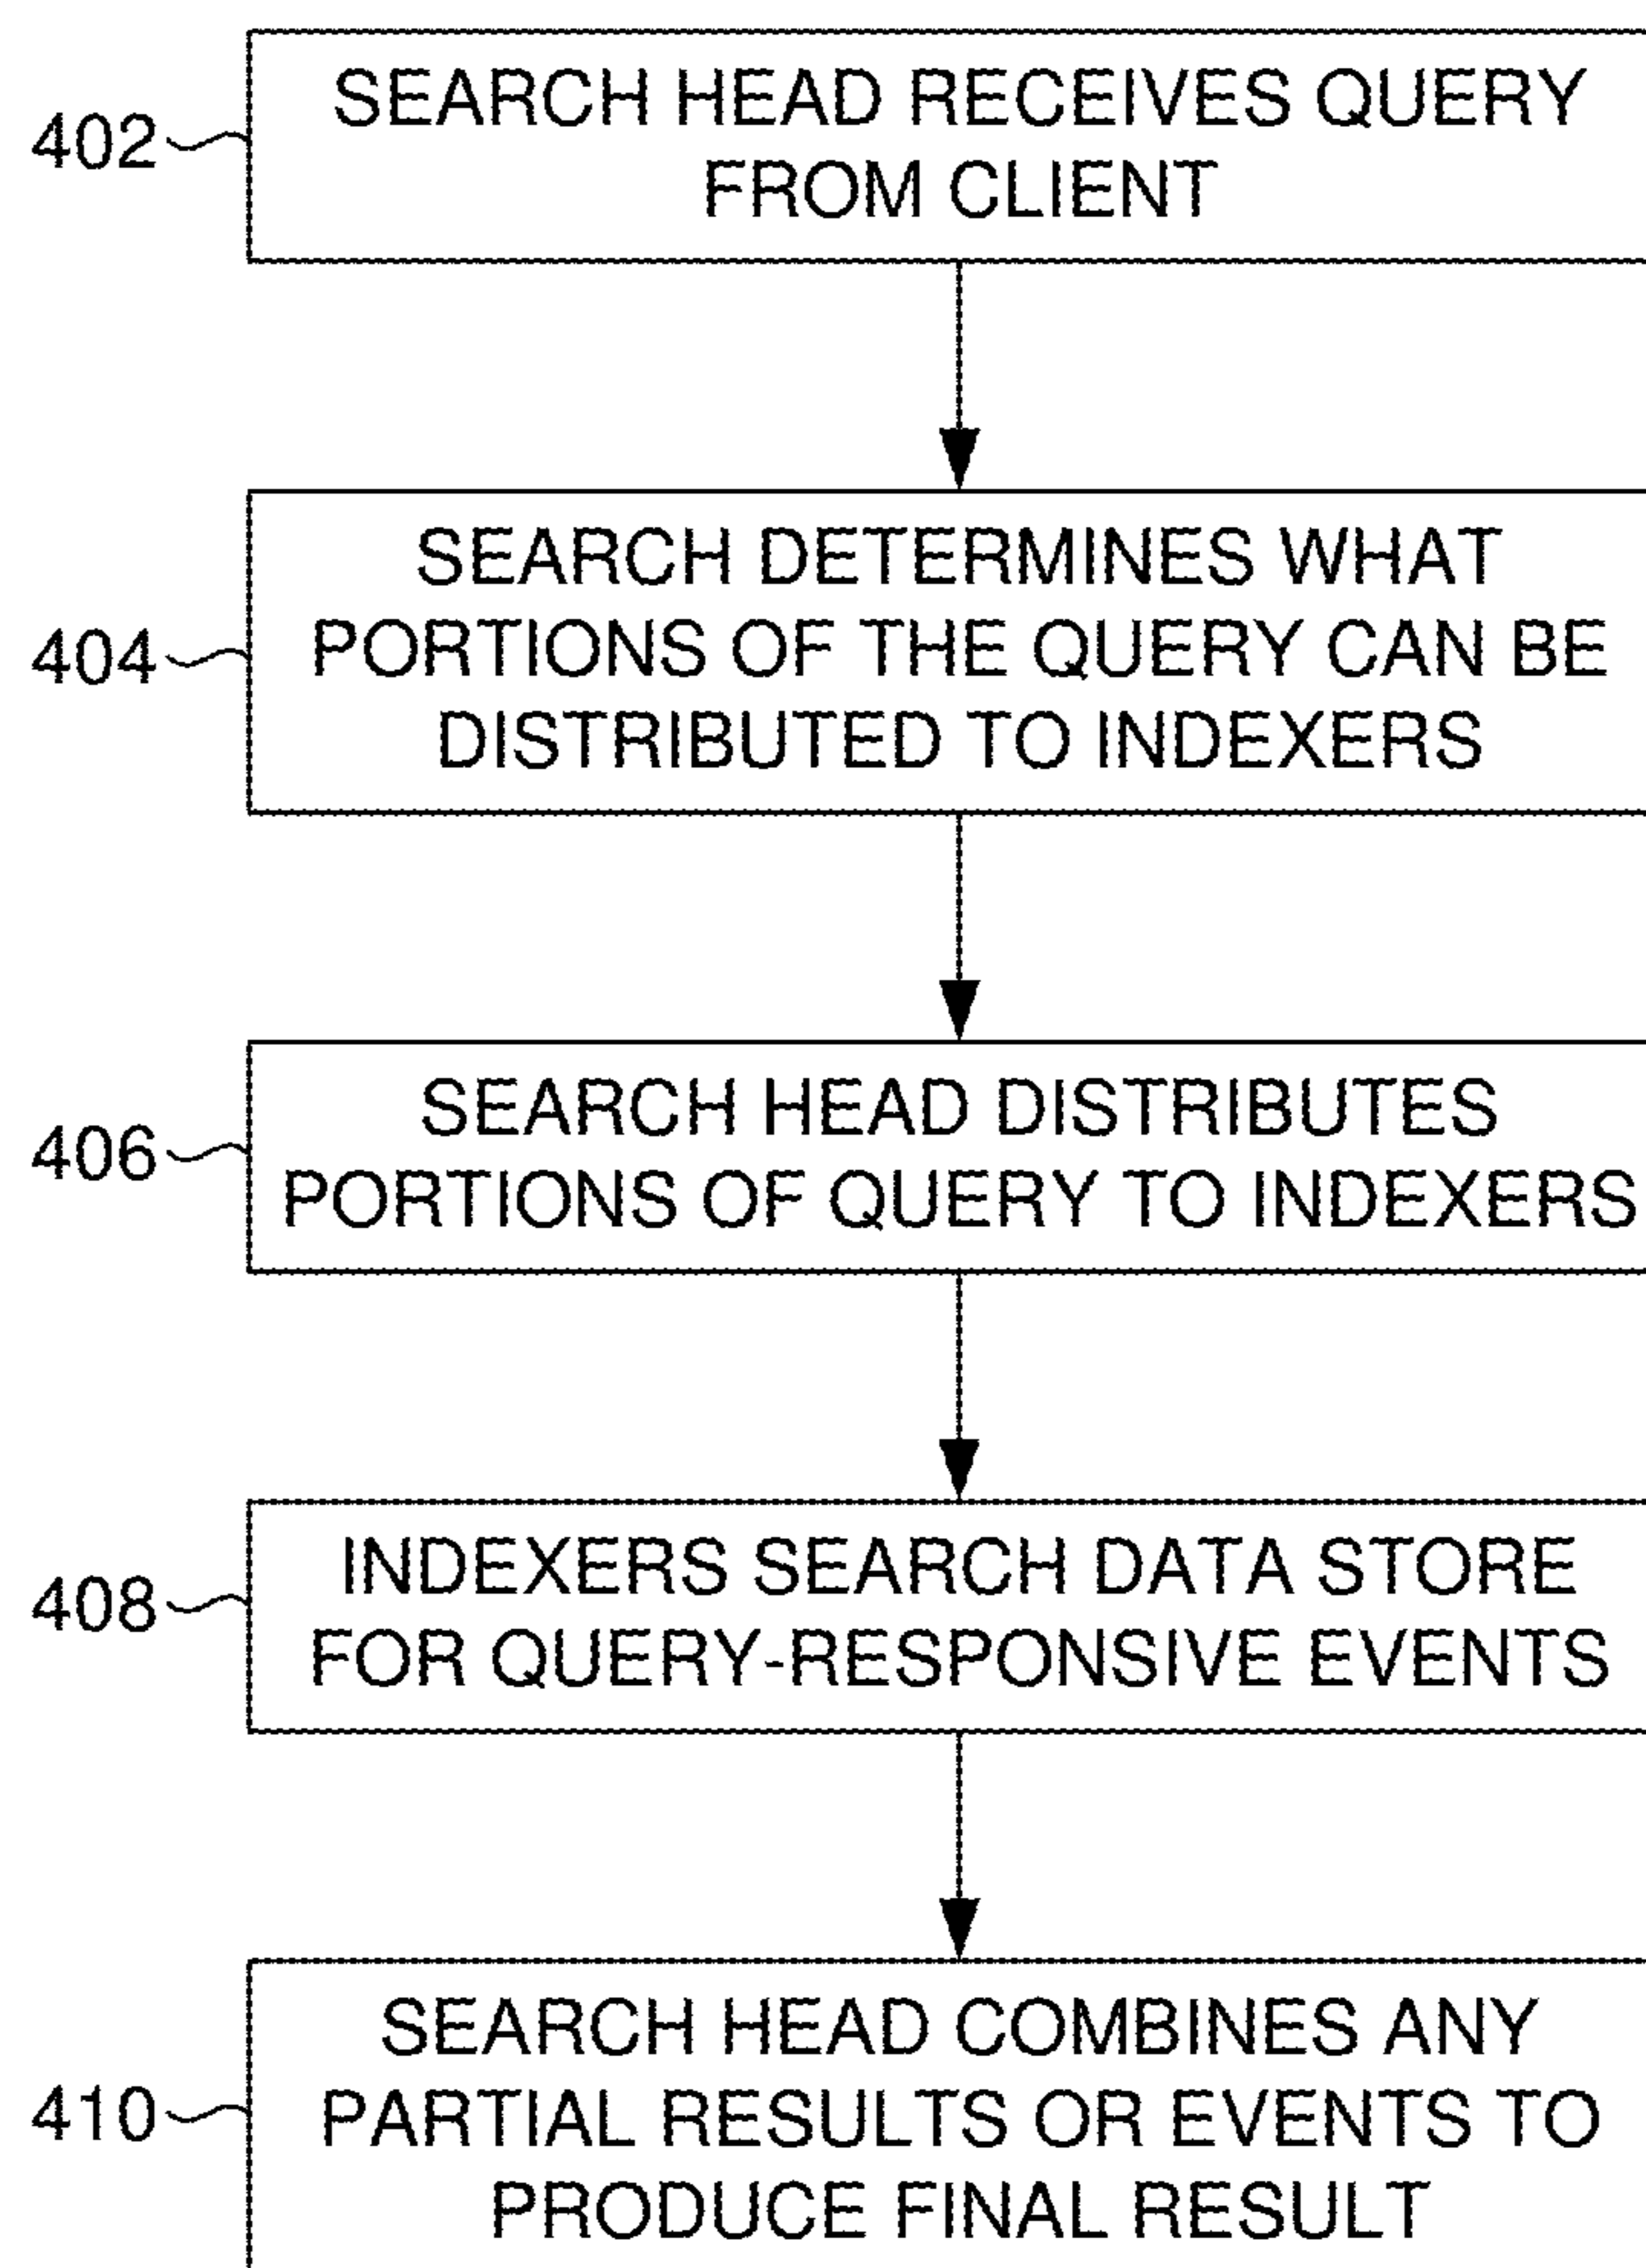 402
SEARCH HEAD RECEIVES QUERY
FROM CLIENT
404
SEARCH DETERMINES WHAT
PORTIONS OF THE QUERY CAN BE
DISTRIBUTED TO INDEXERS
406
SEARCH HEAD DISTRIBUTES
PORTIONS OF QUERY TO INDEXERS
408
INDEXERS SEARCH DATA STORE
FOR QUERY-RESPONSIVE EVENTS
410
SEARCH HEAD COMBINES ANY
PARTIAL RESULTS OR EVENTS TO
PRODUCE FINAL RESULT